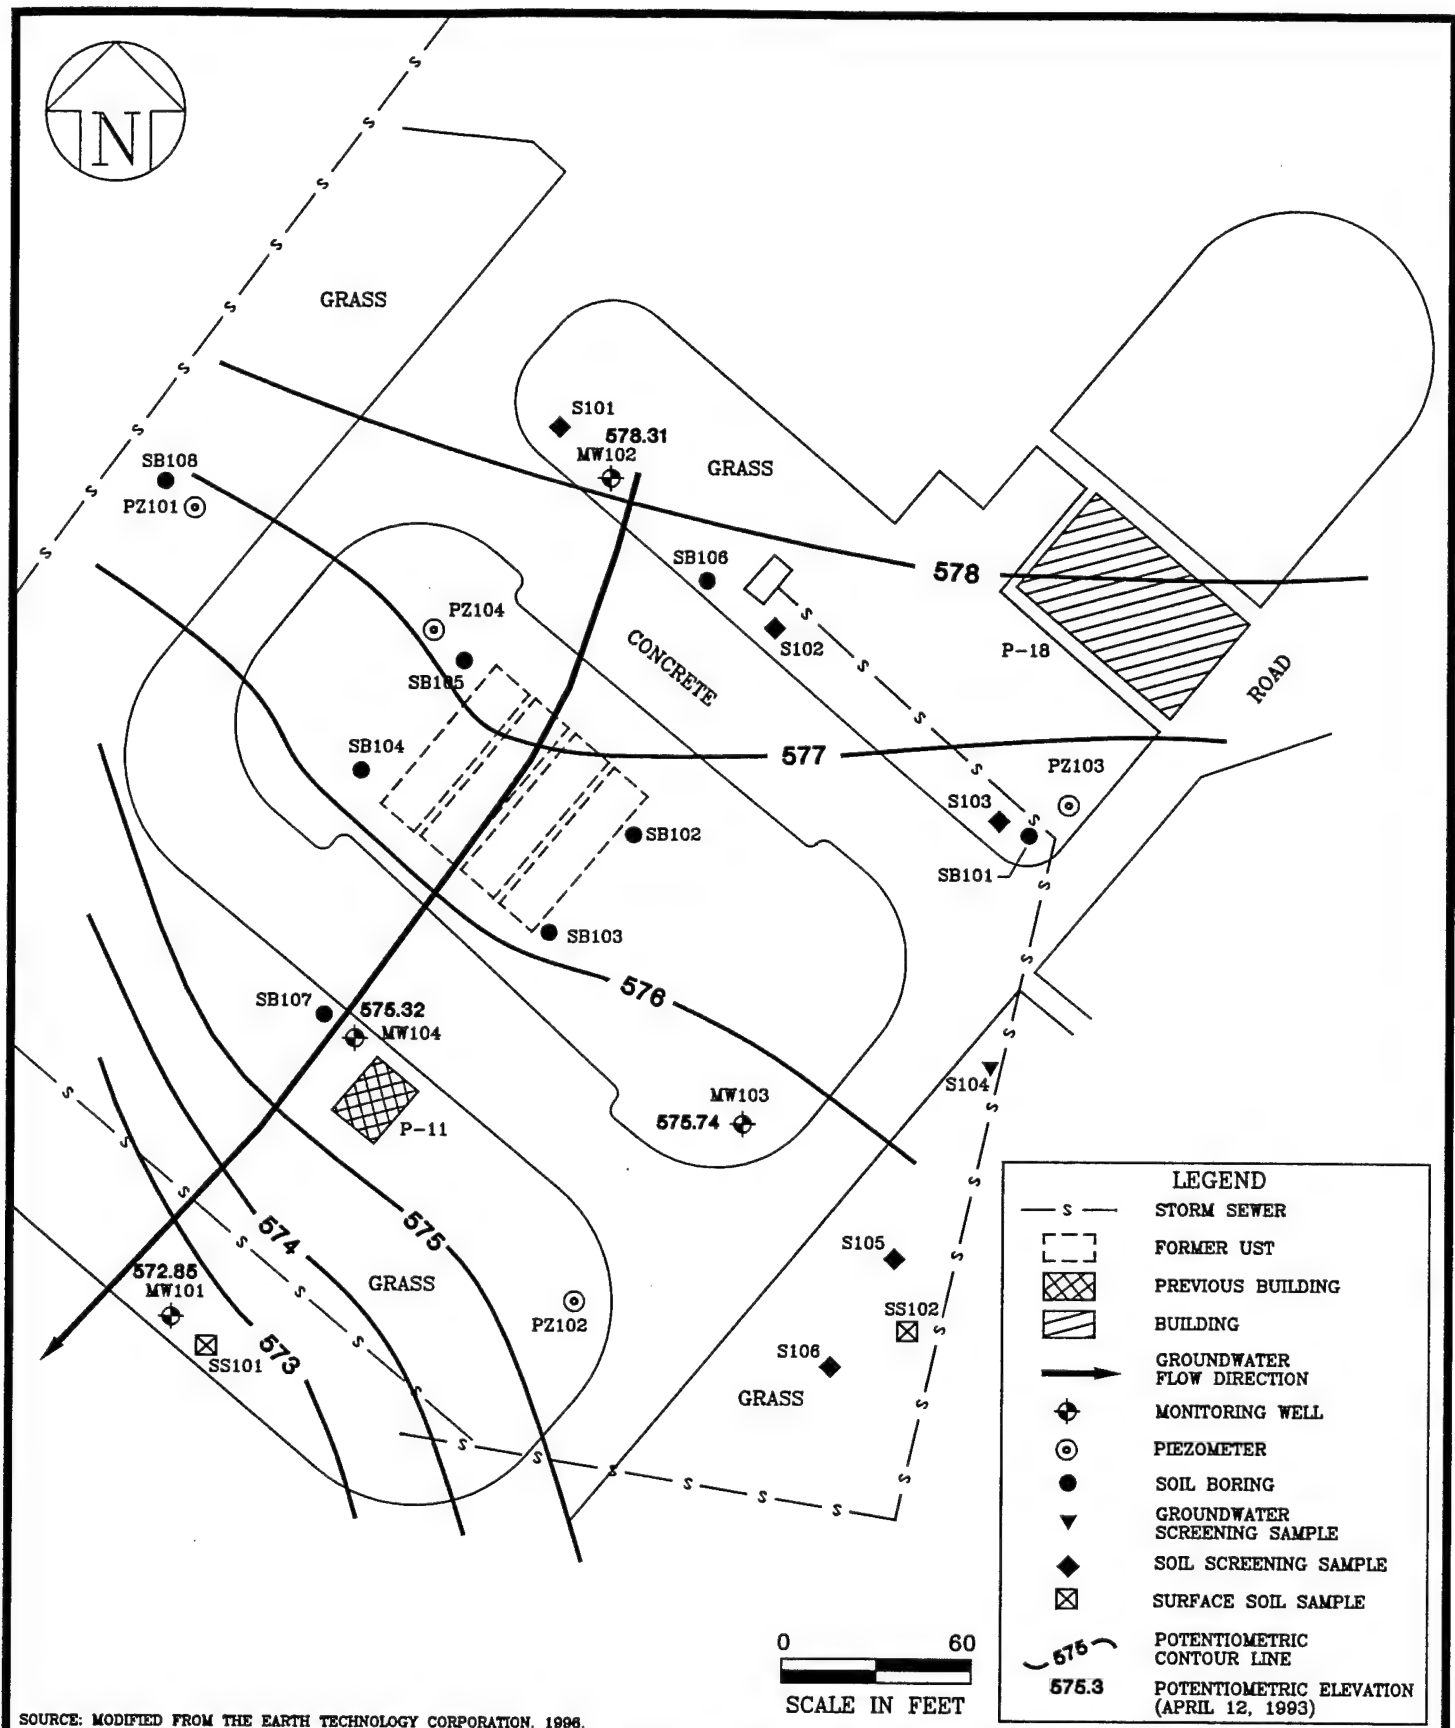 N
GRASS
S101
578.31
MW102
GRASS
SB108
PZ101
SB106
578
PZ104
S102
P-18
CONCRETE
ROAD
SB105
SB104
577
PZ103
S103
SB102
SB101
SB103
576
SB107
575.32
MW104
S104
MW103
575.74
P-11
574
575
S105
GRASS
572.85
MW101
PZ102
SS102
573
SS101
S106
GRASS
LEGEND
S
STORM SEWER
FORMER UST
PREVIOUS BUILDING
BUILDING
GROUNDWATER
FLOW DIRECTION
MONITORING WELL
PIEZOMETER
SOIL BORING
GROUNDWATER
SCREENING SAMPLE
SOIL SCREENING SAMPLE
SURFACE SOIL SAMPLE
575
POTENTIOMETRIC
CONTOUR LINE
575.3
POTENTIOMETRIC ELEVATION
(APRIL 12, 1993)
0 60
SCALE IN FEET
SOURCE: MODIFIED FROM THE EARTH TECHNOLOGY CORPORATION, 1996.